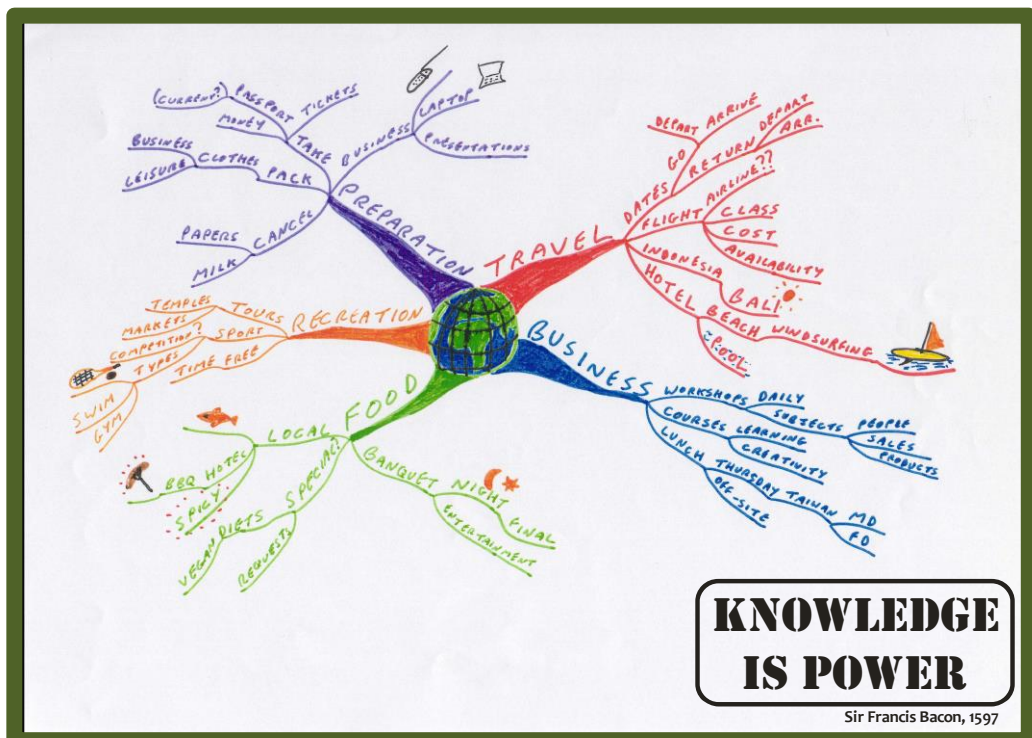 (CURRENT?)
PASSPORT
TICKETS
MONEY
TAKE
BUSINESS
LAPTOP
PRESENTATIONS
BUSINESS
CLOTHES
LEISURE
PACK
PREPARATION
PAPERS
CANCEL
MILK
TRAVEL
DATES
GO
DEPART
ARRIVE
RETURN
DEPART
ARR.
FLIGHT
AIRLINE??
CLASS
COST
AVAILABILITY
INDONESIA
BALI
HOTEL
BEACH
WINDSURFING
POOL
RECREATION
TOURS
TEMPLES
MARKETS
SPORT
COMPETITION?
TYPES
SWIM
GYM
TIME FREE
BUSINESS
WORKSHOPS
DAILY
SUBJECTS
PEOPLE
SALES
PRODUCTS
COURSES
LEARNING
CREATIVITY
LUNCH
THURSDAY
TAIWAN
MD
FD
OFF-SITE
FOOD
LOCAL
HOTEL
BBQ
SPICY
SPECIAL?
DIETS
VEGAN
REQUESTS
BANQUET
NIGHT
FINAL
ENTERTAINMENT
KNOWLEDGE
IS POWER
Sir Francis Bacon, 1597